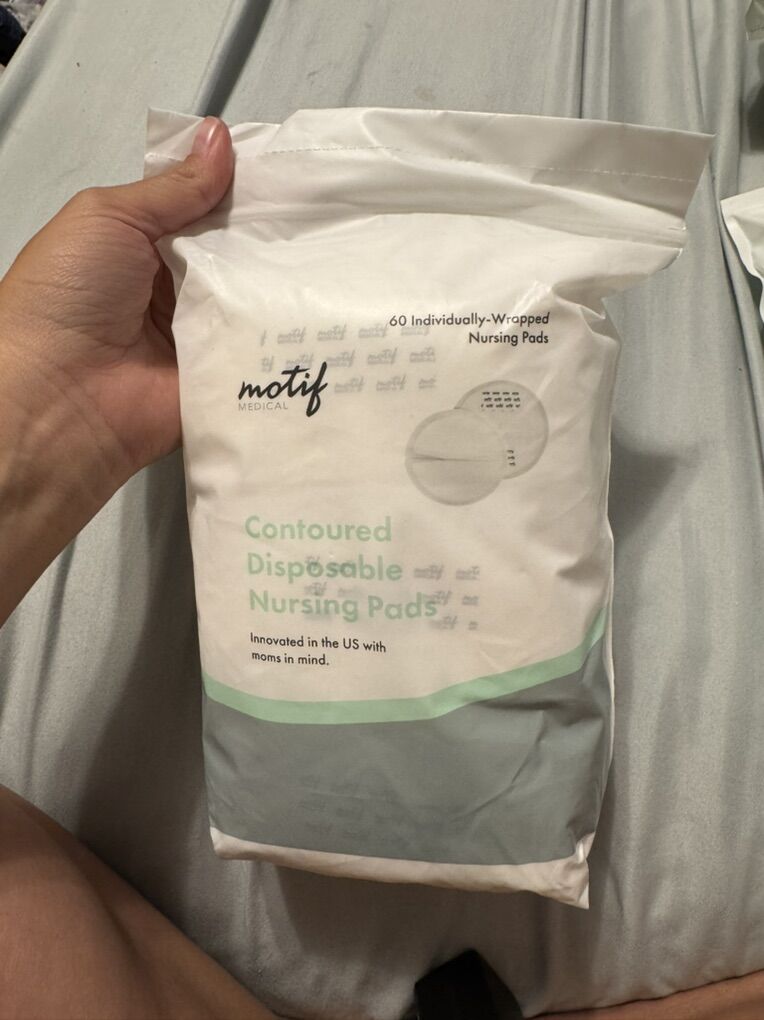 60 Individually-Wrapped
Nursing Pads
motif
MEDICAL
Contoured
Disposable
Nursing Pads
Innovated in the US with
moms in mind.